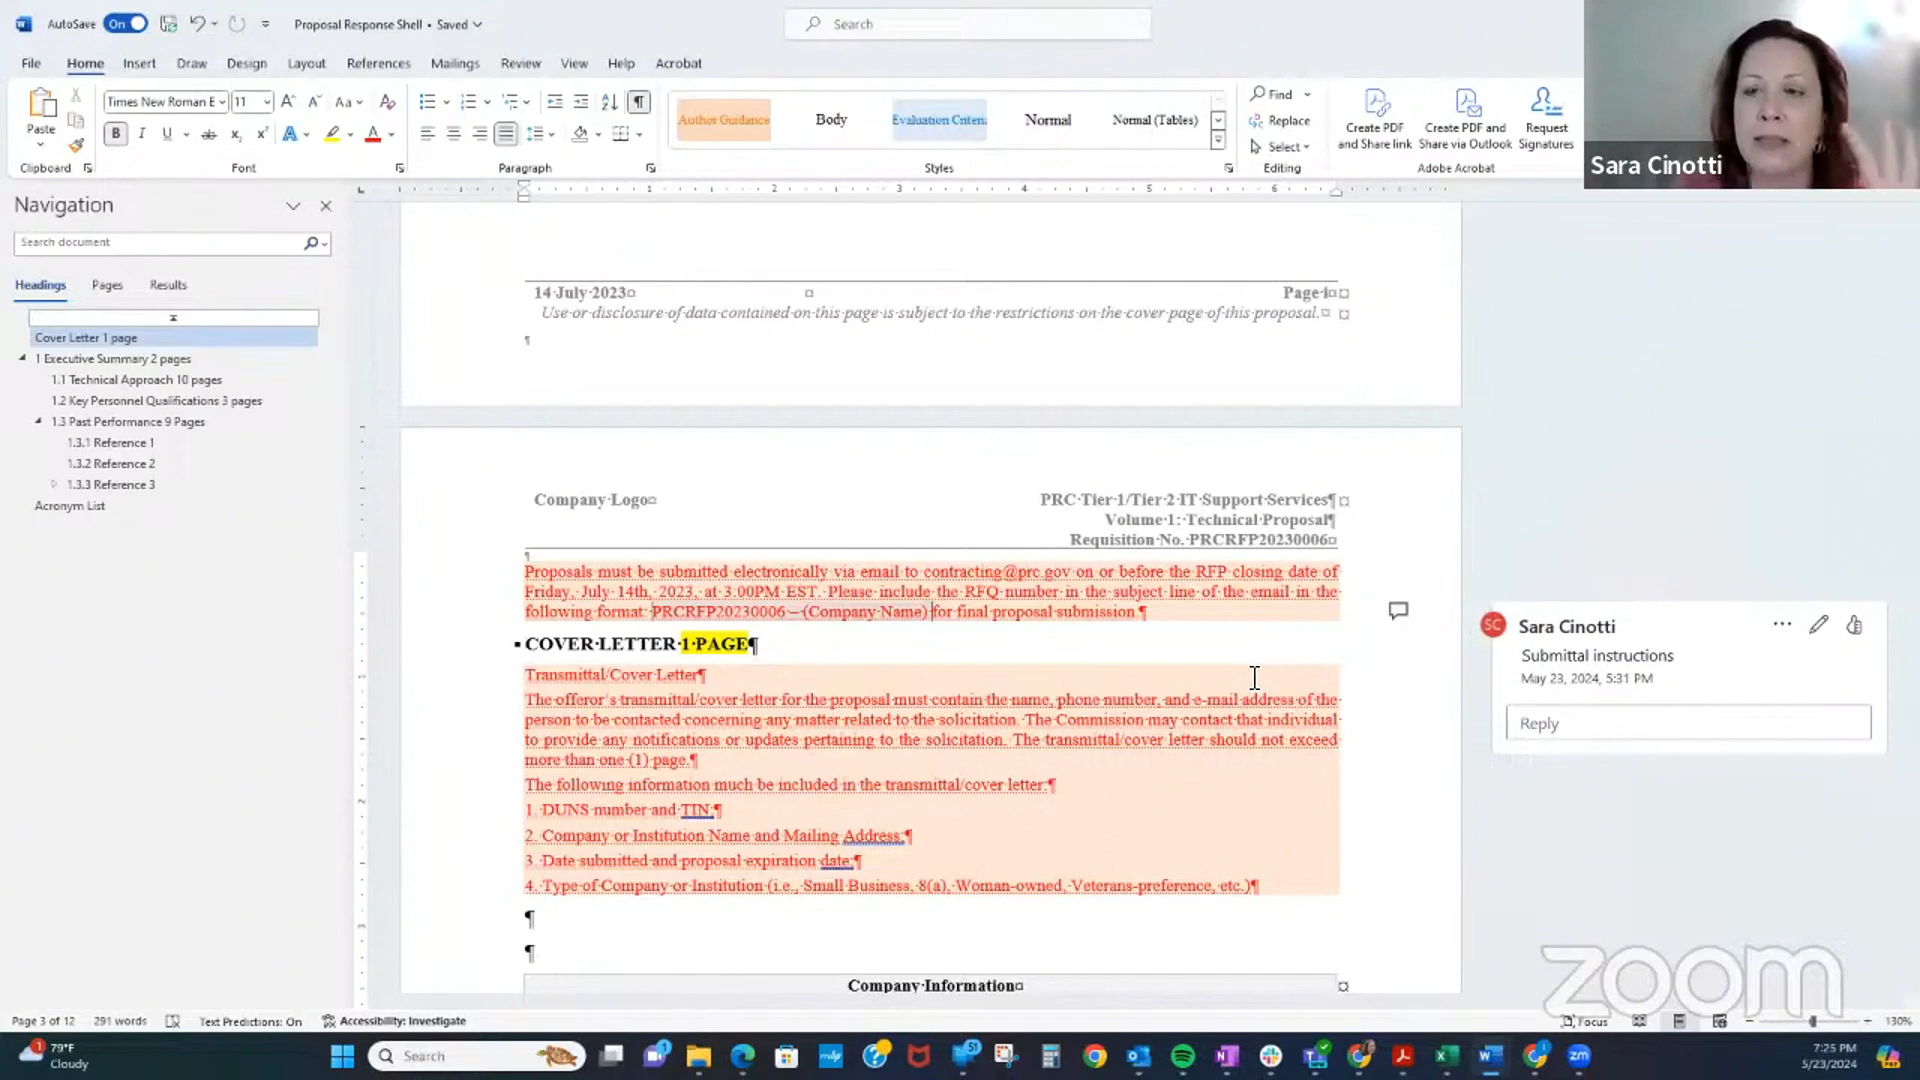 AutoSave On Proposal Response Shell • Saved Search
File Home Insert Draw Design Layout References Mailings Review View Help Acrobat
Paste
Clipboard
Times New Roman E 11 Aa
B I U
Font
Paragraph
Author Guidance Body Evaluation Criteri. Normal Normal (Tables)
Styles
Find
Replace
Select
Editing
Create PDF and Share link
Create PDF and Share via Outlook
Request Signatures
Adobe Acrobat
Sara Cinotti
Navigation
Search document
Headings Pages Results
Cover Letter 1 page
1 Executive Summary 2 pages
1.1 Technical Approach 10 pages
1.2 Key Personnel Qualifications 3 pages
1.3 Past Performance 9 Pages
1.3.1 Reference 1
1.3.2 Reference 2
1.3.3 Reference 3
Acronym List
1 2 3 4 5 6
14 July 2023 Page i
Use or disclosure of data contained on this page is subject to the restrictions on the cover page of this proposal.
Company Logo PRC Tier 1/Tier 2 IT Support Services¶
Volume 1: Technical Proposal¶
Requisition No. PRCRFP20230006
Proposals must be submitted electronically via email to contracting@prc.gov on or before the RFP closing date of
Friday, July 14th, 2023, at 3:00PM EST. Please include the RFQ number in the subject line of the email in the
following format: PRCRFP20230006 – (Company Name) for final proposal submission.¶
COVER LETTER 1 PAGE¶
Transmittal/Cover Letter¶
The offeror's transmittal/cover letter for the proposal must contain the name, phone number, and e-mail address of the
person to be contacted concerning any matter related to the solicitation. The Commission may contact that individual
to provide any notifications or updates pertaining to the solicitation. The transmittal/cover letter should not exceed
more than one (1) page.¶
The following information much be included in the transmittal/cover letter:¶
1. DUNS number and TIN;¶
2. Company or Institution Name and Mailing Address;¶
3. Date submitted and proposal expiration date;¶
4. Type of Company or Institution (i.e., Small Business, 8(a), Woman-owned, Veterans-preference, etc.)¶
¶
¶
Company Information
SC Sara Cinotti
Submittal instructions
May 23, 2024, 5:31 PM
Reply
zoom
Page 3 of 12 291 words Text Predictions: On Accessibility: Investigate Focus 130%
79°F
Cloudy
Search
7:25 PM
5/23/2024